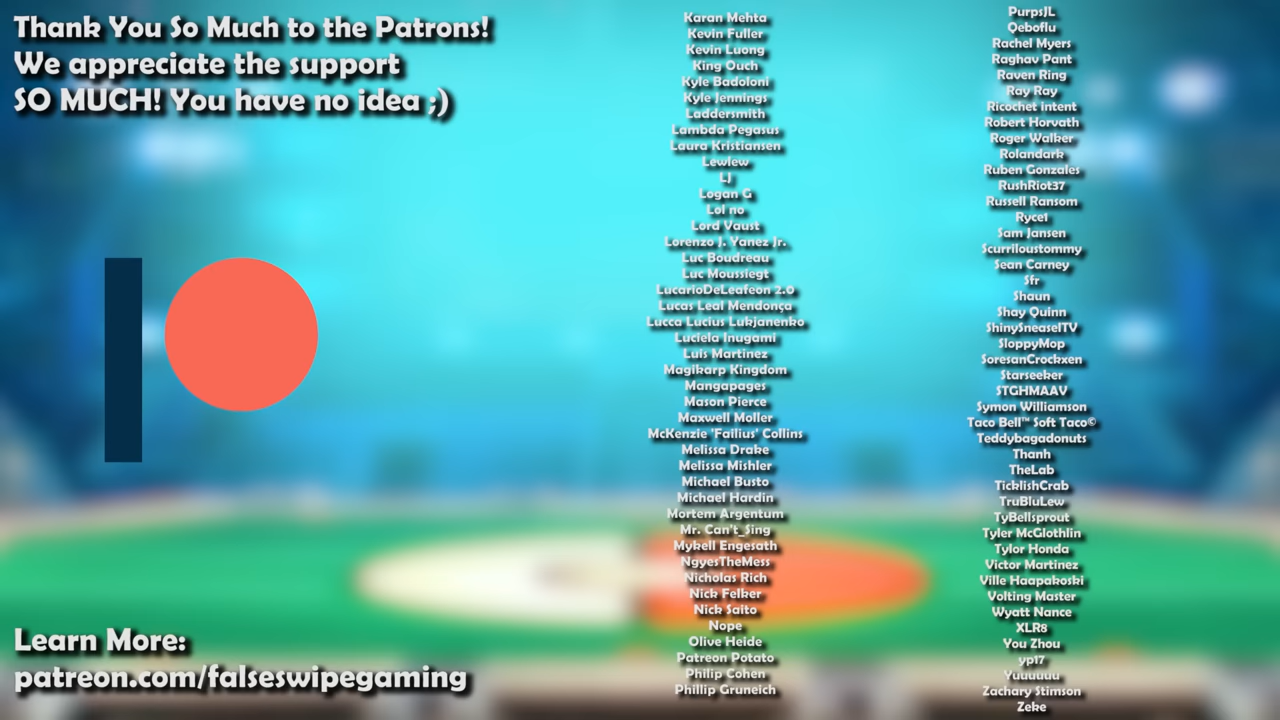 Thank You So Much to the Patrons!
We appreciate the support
SO MUCH! You have no idea ;)
Karan Mehta
Kevin Fuller
Kevin Luong
King Ouch
Kyle Badoloni
Kyle Jennings
Laddersmith
Lambda Pegasus
Laura Kristiansen
Lewlew
LJ
Logan G
Lol no
Lord Vaust
Lorenzo J. Yanez Jr.
Luc Boudreau
Luc Moussiegt
LucarioDeLeafeon 2.0
Lucas Leal Mendonça
Lucca Lucius Lukjanenko
Luciela Inugami
Luis Martinez
Magikarp Kingdom
Mangapages
Mason Pierce
Maxwell Moller
McKenzie 'Failius' Collins
Melissa Drake
Melissa Mishler
Michael Busto
Michael Hardin
Mortem Argentum
Mr. Can't_Sing
Mykell Engesath
NgyesTheMess
Nicholas Rich
Nick Felker
Nick Saito
Nope
Olive Heide
Patreon Potato
Philip Cohen
Phillip Gruneich
PurpsJL
Qeboflu
Rachel Myers
Raghav Pant
Raven Ring
Ray Ray
Ricochet intent
Robert Horvath
Roger Walker
Rolandark
Ruben Gonzales
RushRiot37
Russell Ransom
Ryce1
Sam Jansen
Scurriloustommy
Sean Carney
Sfr
Shaun
Shay Quinn
ShinySneaselTV
SloppyMop
SoresanCrockxen
Starseeker
STGHMAAV
Symon Williamson
Taco Bell™ Soft Taco©
Teddybagadonuts
Thanh
TheLab
TicklishCrab
TruBluLew
TyBellsprout
Tyler McGlothlin
Tylor Honda
Victor Martinez
Ville Haapakoski
Volting Master
Wyatt Nance
XLR8
You Zhou
yp17
Yuuuuuu
Zachary Stimson
Zeke
Learn More:
patreon.com/falseswipegaming